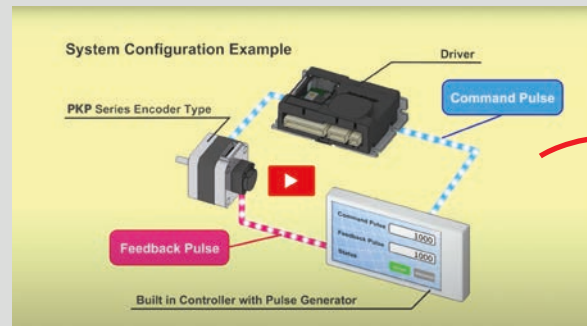 System Configuration Example
Driver
PKP Series Encoder Type
Command Pulse
Command Pulse
1000
Feedback Pulse
1000
Status
Feedback Pulse
Built in Controller with Pulse Generator